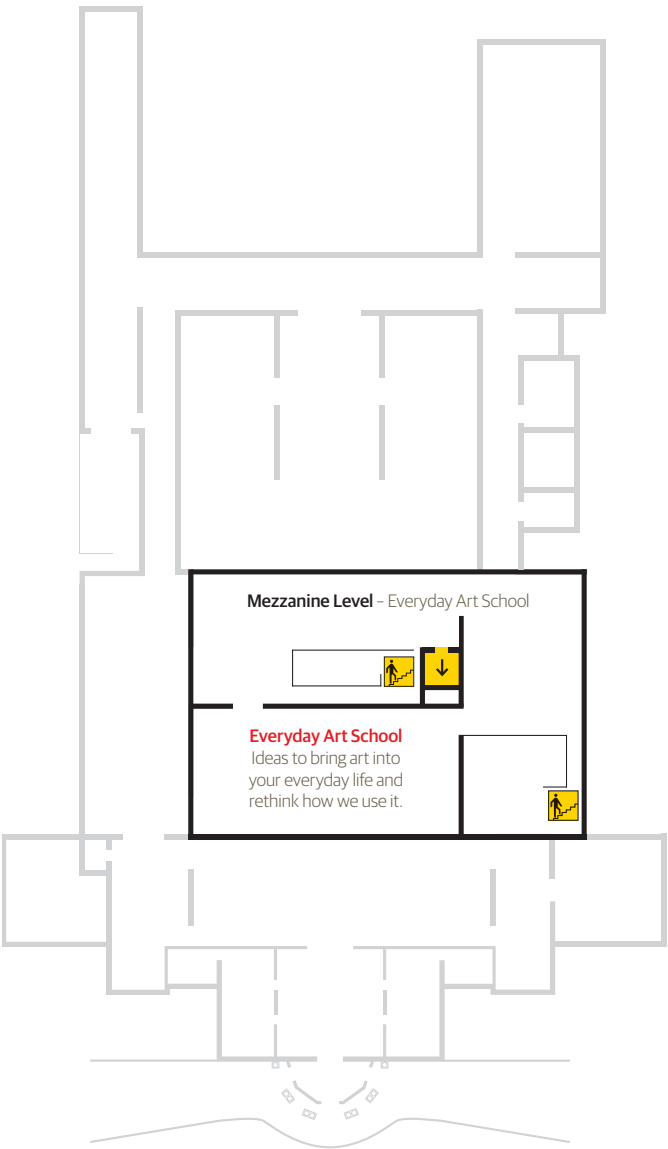 Mezzanine Level – Everyday Art School
Everyday Art School
Ideas to bring art into
your everyday life and
rethink how we use it.